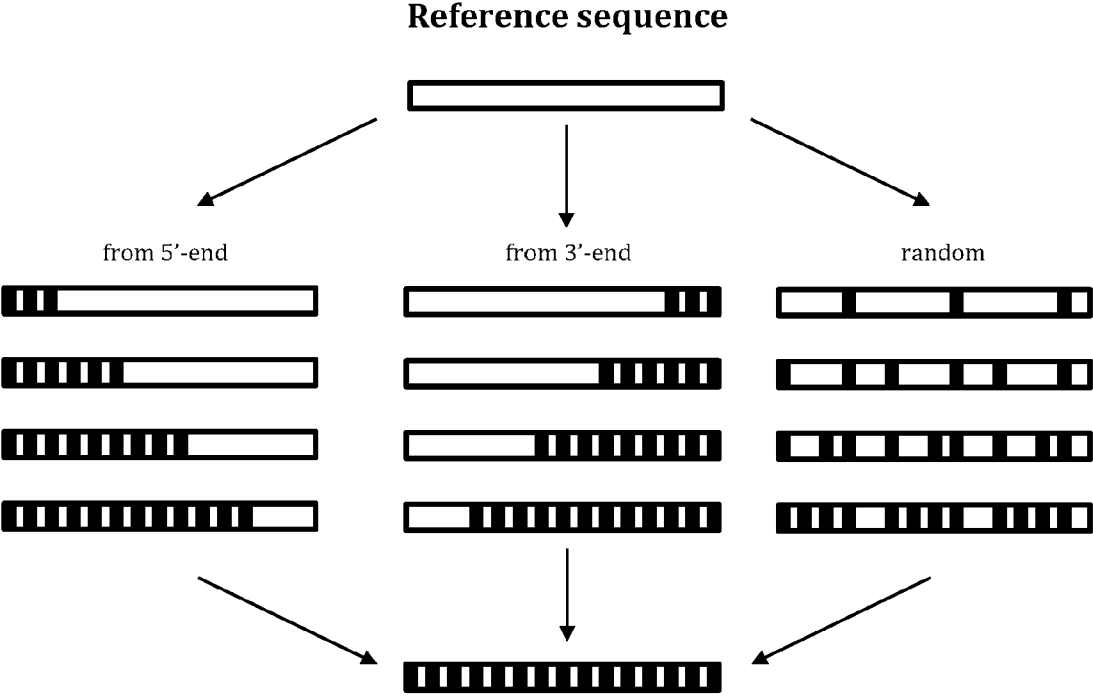 Reference sequence
from 5’-end
from 3’-end
random